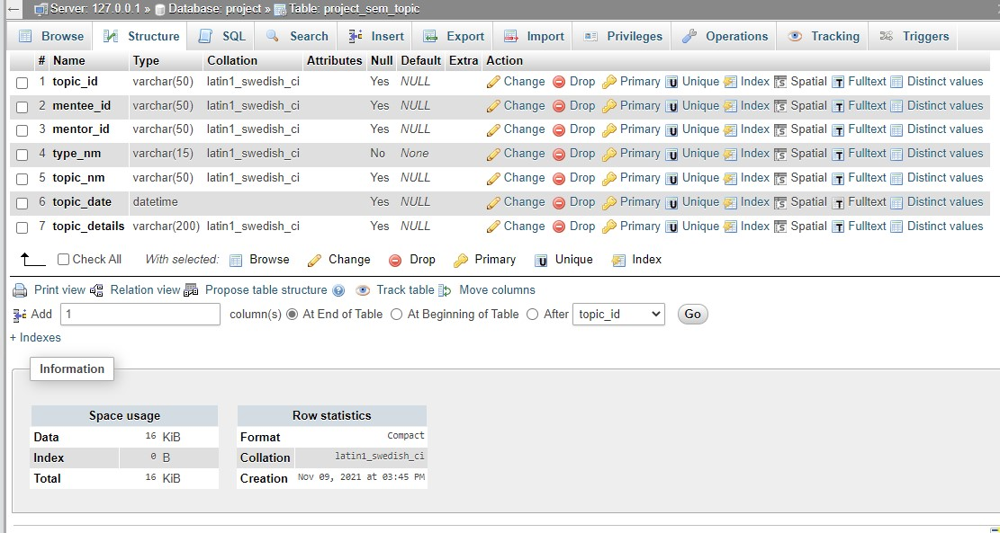 ← Server: 127.0.0.1 » Database: project » Table: project_sem_topic
Browse Structure SQL Search Insert Export Import Privileges Operations Tracking Triggers
# Name Type Collation Attributes Null Default Extra Action
1 topic_id varchar(50) latin1_swedish_ci Yes NULL Change Drop Primary Unique Index Spatial Fulltext Distinct values
2 mentee_id varchar(50) latin1_swedish_ci Yes NULL Change Drop Primary Unique Index Spatial Fulltext Distinct values
3 mentor_id varchar(50) latin1_swedish_ci Yes NULL Change Drop Primary Unique Index Spatial Fulltext Distinct values
4 type_nm varchar(15) latin1_swedish_ci No None Change Drop Primary Unique Index Spatial Fulltext Distinct values
5 topic_nm varchar(50) latin1_swedish_ci Yes NULL Change Drop Primary Unique Index Spatial Fulltext Distinct values
6 topic_date datetime Yes NULL Change Drop Primary Unique Index Spatial Fulltext Distinct values
7 topic_details varchar(200) latin1_swedish_ci Yes NULL Change Drop Primary Unique Index Spatial Fulltext Distinct values
Check All With selected: Browse Change Drop Primary Unique Index
Print view Relation view Propose table structure Track table Move columns
Add 1 column(s) At End of Table At Beginning of Table After topic_id Go
+ Indexes
Information
Space usage
Data 16 KiB
Index 0 B
Total 16 KiB
Row statistics
Format Compact
Collation latin1_swedish_ci
Creation Nov 09, 2021 at 03:45 PM